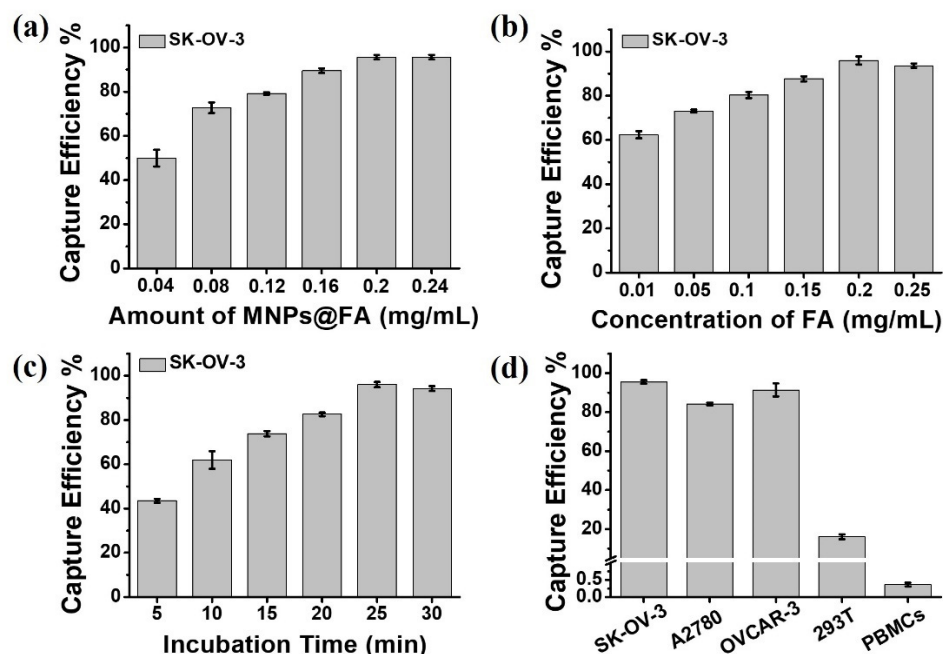 (a)
SK-OV-3
Capture Efficiency %
100
80
60
40
20
0
0.04 0.08 0.12 0.16 0.2 0.24
Amount of MNPs@FA (mg/mL)
(b)
SK-OV-3
Capture Efficiency %
100
80
60
40
20
0
0.01 0.05 0.1 0.15 0.2 0.25
Concentration of FA (mg/mL)
(c)
SK-OV-3
Capture Efficiency %
100
80
60
40
20
0
5 10 15 20 25 30
Incubation Time (min)
(d)
Capture Efficiency %
100
80
60
40
20
0.5
0.0
SK-OV-3 A2780 OVCAR-3 293T PBMCs